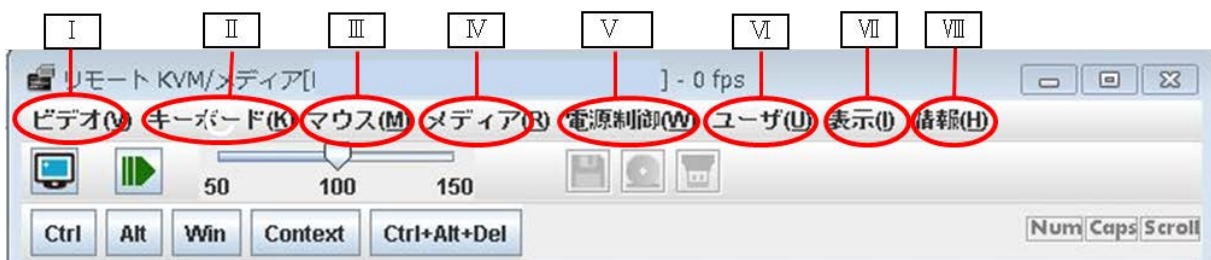 Ⅰ Ⅱ Ⅲ Ⅳ Ⅴ Ⅵ Ⅶ Ⅷ
リモート KVM/メディア[ ] - 0 fps
ビデオ(V) キーボード(K) マウス(M) メディア(R) 電源制御(W) ユーザ(U) 表示(I) 情報(H)
50 100 150
Ctrl Alt Win Context Ctrl+Alt+Del Num Caps Scroll